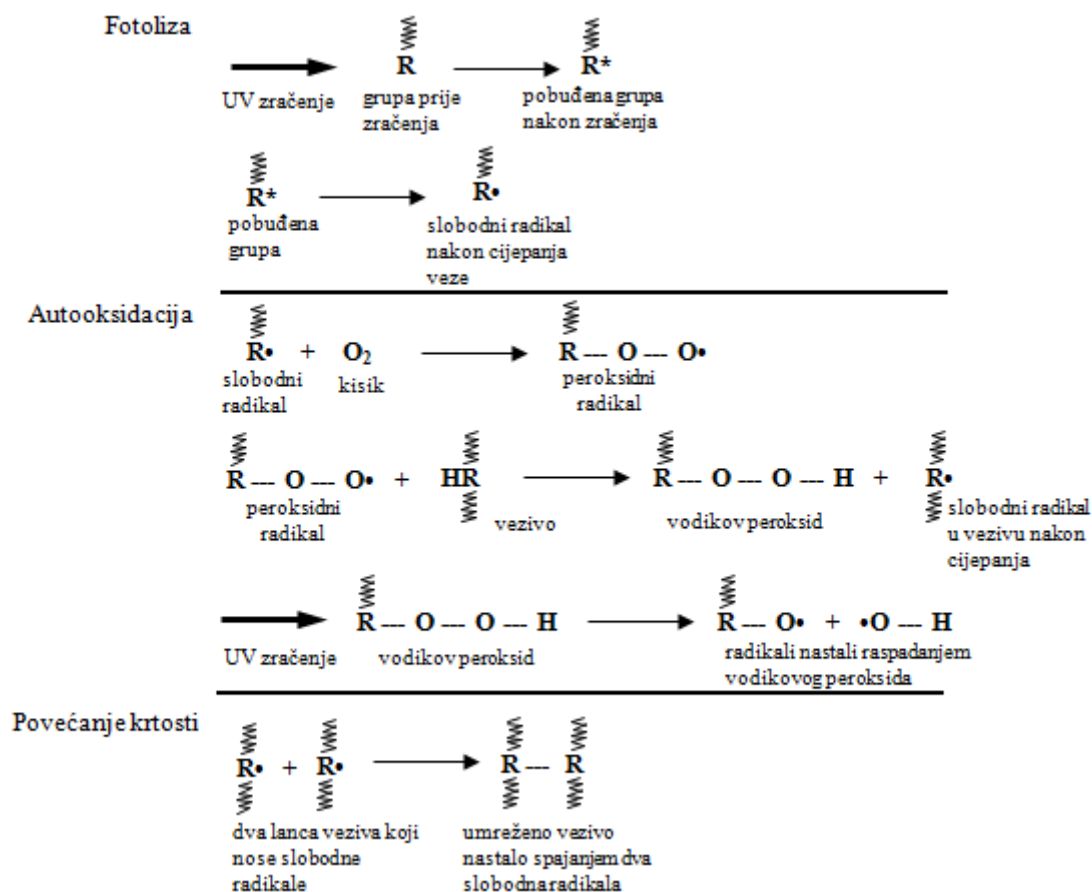 Fotoliza
R
R*
UV zračenje
grupa prije
zračenja
pobuđena grupa
nakon zračenja
R*
R•
pobuđena
grupa
slobodni radikal
nakon cijepanja
veze
Autooksidacija
R• + O₂
R --- O --- O•
slobodni
radikal
kisik
peroksidni
radikal
R --- O --- O• + HR
R --- O --- O --- H + R•
peroksidni
radikal
vezivo
vodikov peroksid
slobodni radikal
u vezivu nakon
cijepanja
R --- O --- O --- H
R --- O• + •O --- H
UV zračenje
vodikov peroksid
radikali nastali raspadanjem
vodikovog peroksida
Povećanje krtosti
R• + R•
R --- R
dva lanca veziva koji
nose slobodne
radikale
umreženo vezivo
nastalo spajanjem dva
slobodna radikala